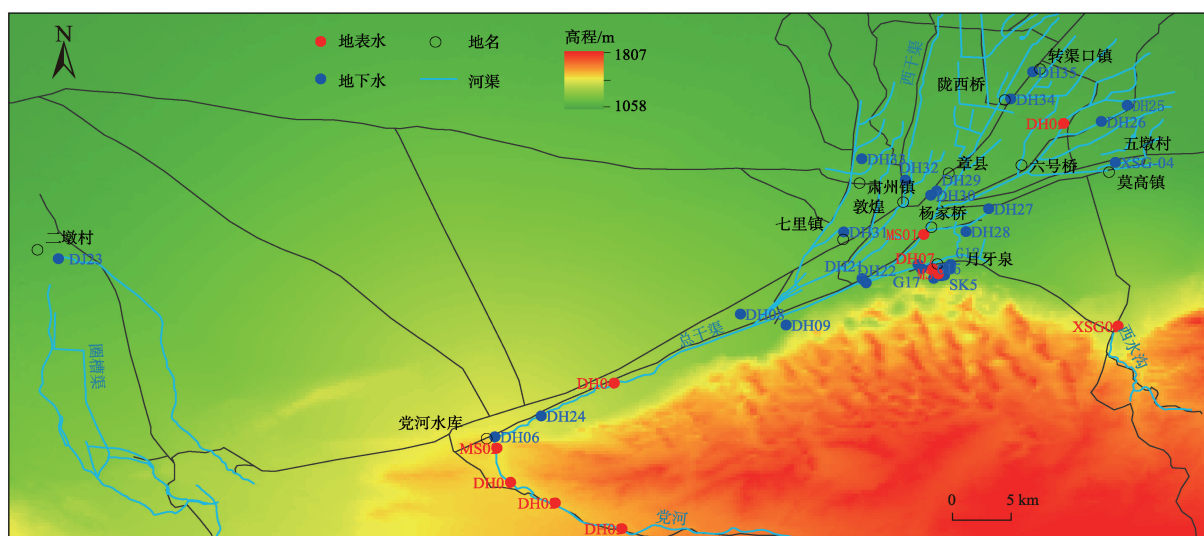 N
地表水
地名
地下水
河渠
高程/m
1807
1058
西干渠
转渠口镇
DH35
陇西桥
DH34
DH25
DH26
五墩村
XSG-04
莫高镇
六号桥
DH33
DH32
章县
DH29
DH30
肃州镇
敦煌
杨家桥
DH27
七里镇
DH31
MS01
DH28
二墩村
DJ23
DH07
月牙泉
DH21
DH22
G17
SK5
DH08
DH09
总干渠
西水沟
圈槽渠
DH24
党河水库
DH06
党河
0
5 km